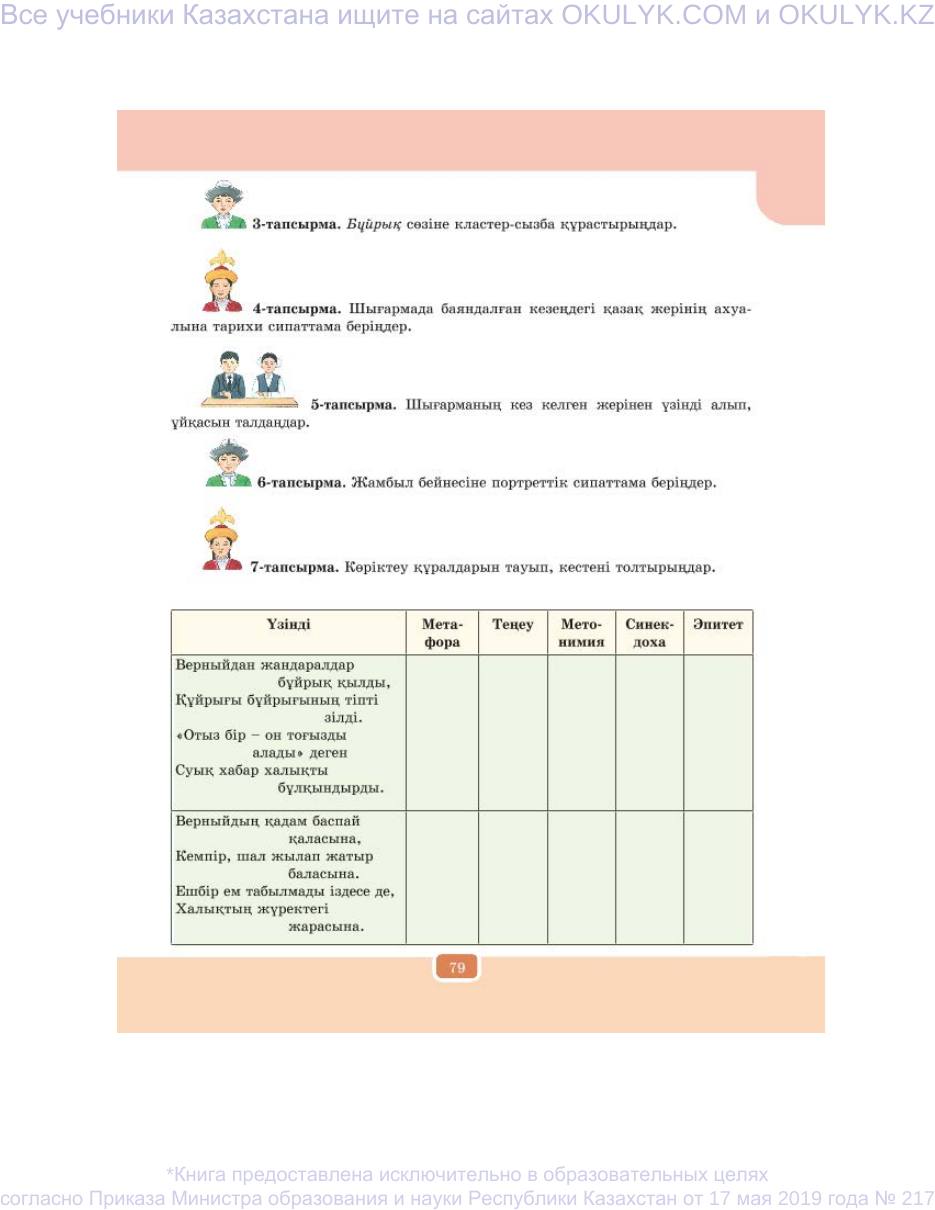 Все учебники Казахстана ищите на сайтах OKULYK.COM и OKULYK.KZ
3-тапсырма. Бұйрық сөзіне кластер-сызба құрастырыңдар.
4-тапсырма. Шығармада баяндалған кезеңдегі қазақ жерінің ахуа-
лына тарихи сипаттама беріңдер.
5-тапсырма. Шығарманың кез келген жерінен үзінді алып,
ұйқасын талдаңдар.
6-тапсырма. Жамбыл бейнесіне портреттік сипаттама беріңдер.
7-тапсырма. Көріктеу құралдарын тауып, кестені толтырыңдар.
Үзінді
Мета-
фора
Теңеу
Мето-
нимия
Синек-
доха
Эпитет
Верныйдан жандаралдар
бұйрық қылды,
Құйрығы бұйрығының тіпті
зілді.
«Отыз бір – он тоғызды
алады» деген
Суық хабар халықты
бұлқындырды.
Верныйдың қадам баспай
қаласына,
Кемпір, шал жылап жатыр
баласына.
Ешбір ем табылмады іздесе де,
Халықтың жүректегі
жарасына.
79
*Книга предоставлена исключительно в образовательных целях
согласно Приказа Министра образования и науки Республики Казахстан от 17 мая 2019 года № 217